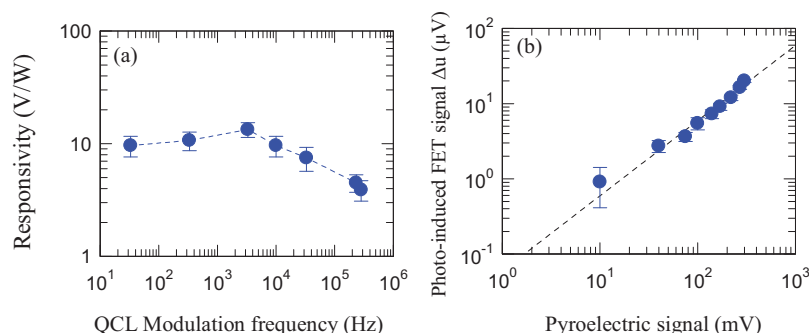 (a)
Responsivity (V/W)
100
10
1
10¹ 10² 10³ 10⁴ 10⁵ 10⁶
QCL Modulation frequency (Hz)
(b)
Photo-induced FET signal Δu (µV)
10²
10¹
10⁰
10⁻¹
10⁰ 10¹ 10² 10³
Pyroelectric signal (mV)